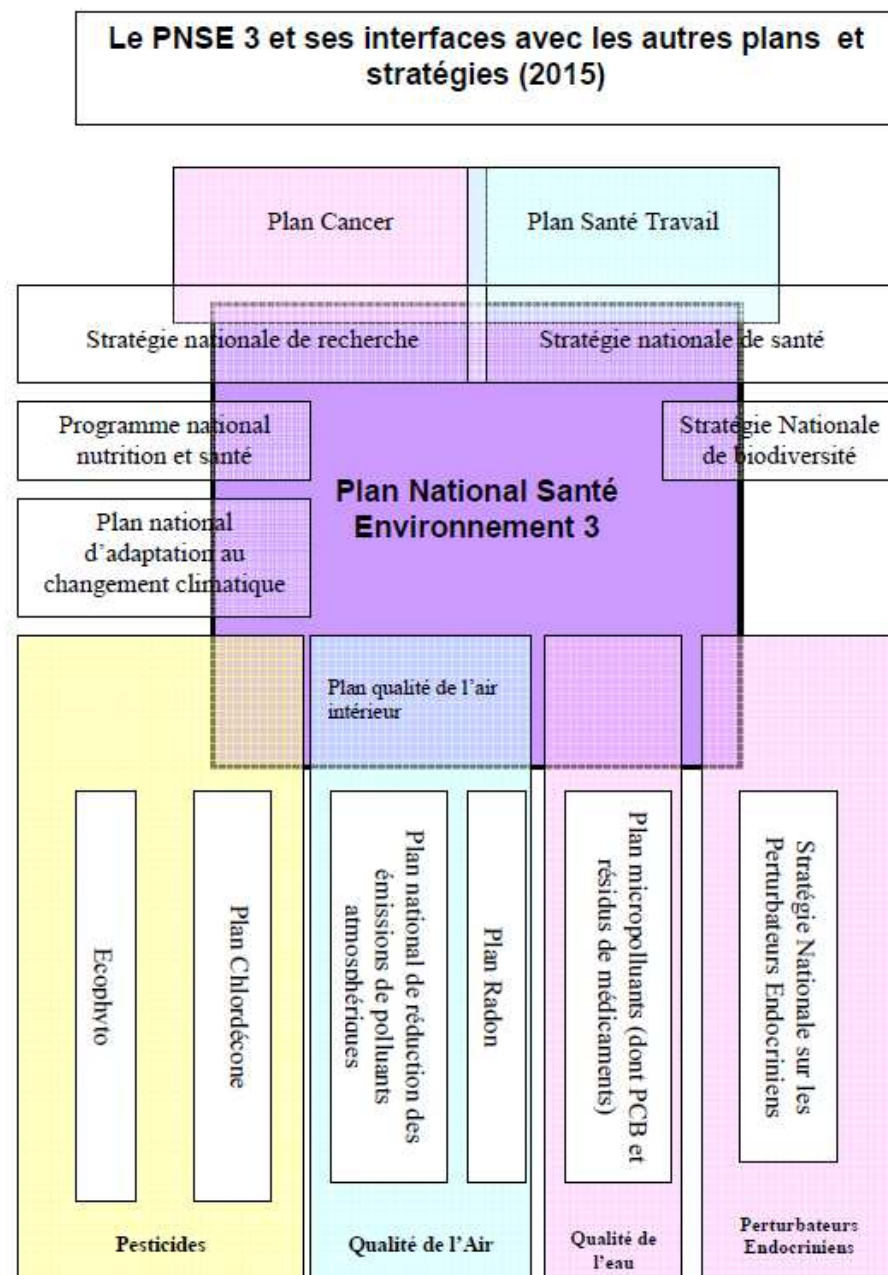 Le PNSE 3 et ses interfaces avec les autres plans et
stratégies (2015)
Plan Cancer
Plan Santé Travail
Stratégie nationale de recherche
Stratégie nationale de santé
Programme national
nutrition et santé
Stratégie Nationale
de biodiversité
Plan National Santé
Environnement 3
Plan national
d’adaptation au
changement climatique
Plan qualité de l’air
intérieur
Ecophyto
Plan Chlordécone
Plan national de réduction des
émissions de polluants
atmosphériques
Plan Radon
Plan micropolluants (dont PCB et
résidus de médicaments)
Stratégie Nationale sur les
Perturbateurs Endocriniens
Pesticides
Qualité de l’Air
Qualité de
l’eau
Perturbateurs
Endocriniens